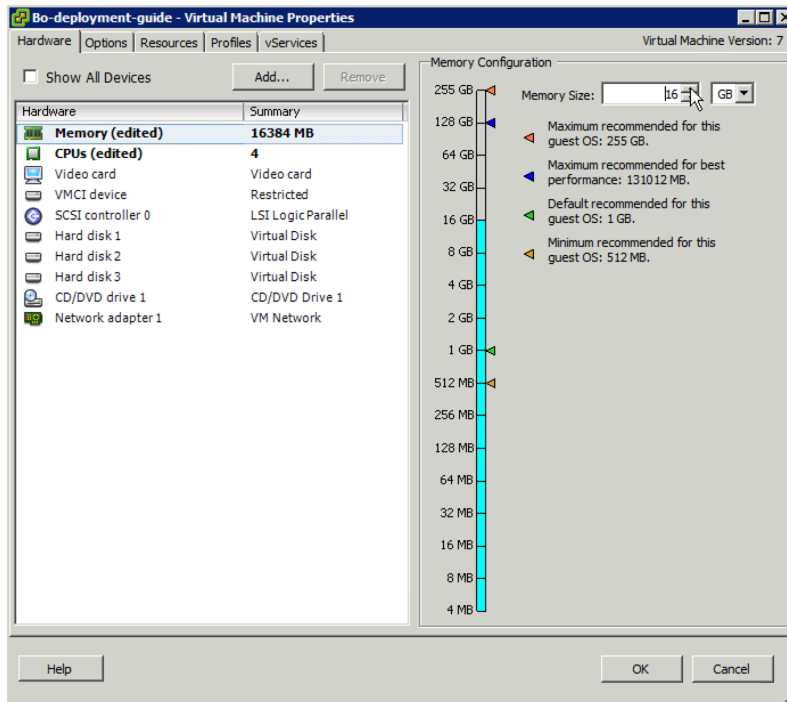 Bo-deployment-guide - Virtual Machine Properties
Hardware Options Resources Profiles vServices Virtual Machine Version: 7
Show All Devices Add... Remove
Hardware Summary
Memory (edited) 16384 MB
CPUs (edited) 4
Video card Video card
VMCI device Restricted
SCSI controller 0 LSI Logic Parallel
Hard disk 1 Virtual Disk
Hard disk 2 Virtual Disk
Hard disk 3 Virtual Disk
CD/DVD drive 1 CD/DVD Drive 1
Network adapter 1 VM Network
Memory Configuration
Memory Size: 16 GB
255 GB
128 GB
64 GB
32 GB
16 GB
8 GB
4 GB
2 GB
1 GB
512 MB
256 MB
128 MB
64 MB
32 MB
16 MB
8 MB
4 MB
Maximum recommended for this
guest OS: 255 GB.
Maximum recommended for best
performance: 131012 MB.
Default recommended for this
guest OS: 1 GB.
Minimum recommended for this
guest OS: 512 MB.
Help OK Cancel